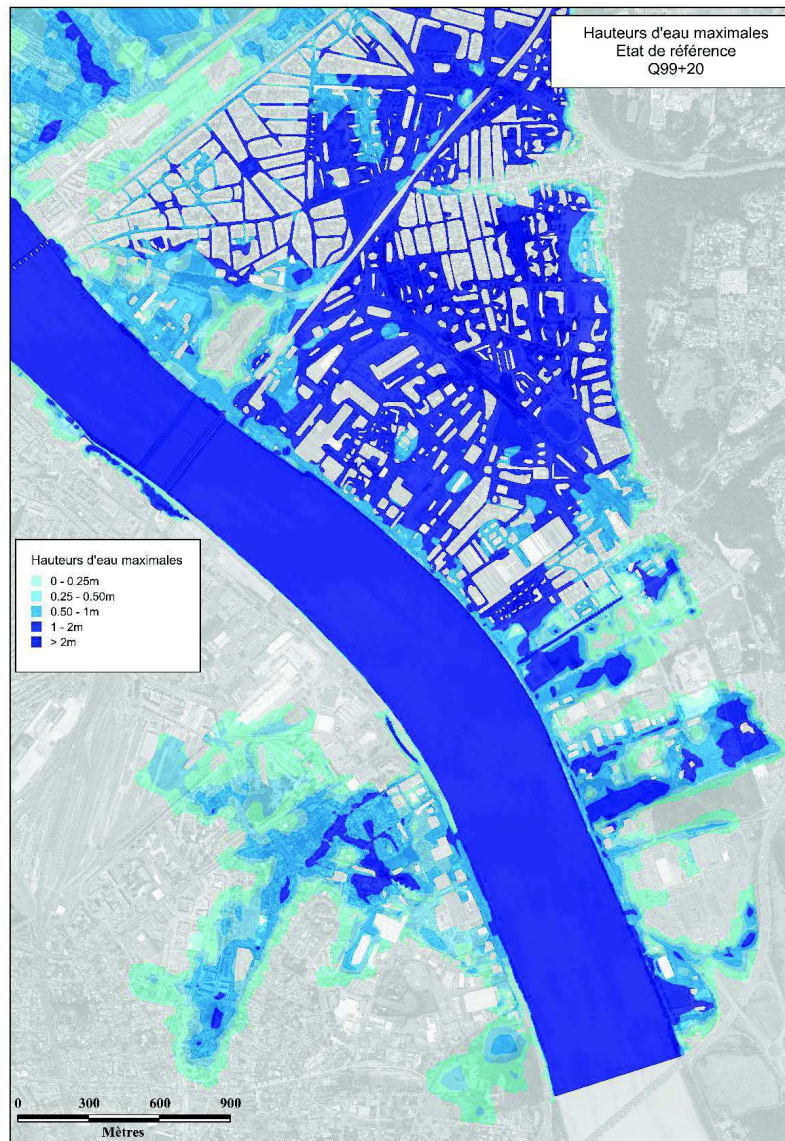 Hauteurs d'eau maximales
Etat de référence
Q99+20
Hauteurs d'eau maximales
0 - 0.25m
0.25 - 0.50m
0.50 - 1m
1 - 2m
> 2m
0 300 600 900
Mètres